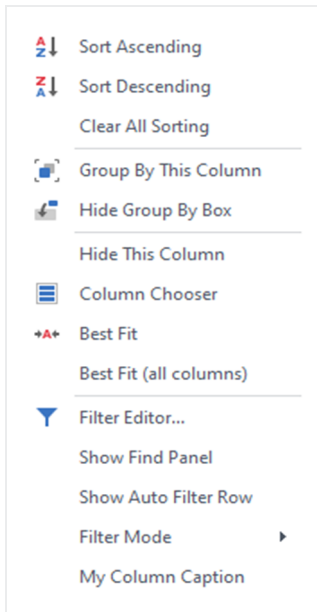 Sort Ascending
Sort Descending
Clear All Sorting
Group By This Column
Hide Group By Box
Hide This Column
Column Chooser
Best Fit
Best Fit (all columns)
Filter Editor...
Show Find Panel
Show Auto Filter Row
Filter Mode
My Column Caption